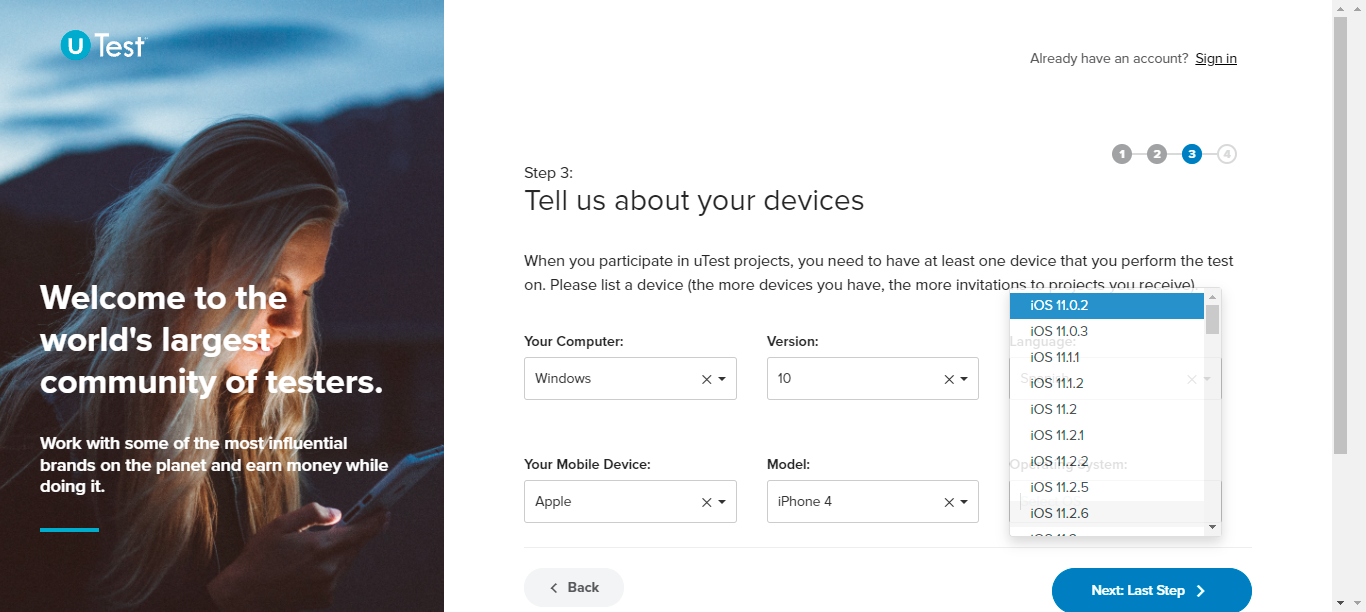 U Test
Already have an account? Sign in
1 2 3 4
Step 3:
Tell us about your devices
When you participate in uTest projects, you need to have at least one device that you perform the test
on. Please list a device (the more devices you have, the more invitations to projects you receive).
Welcome to the
world's largest
community of testers.
Work with some of the most influential
brands on the planet and earn money while
doing it.
Your Computer:
Version:
Language:
Windows
10
Spanish
Your Mobile Device:
Model:
Operating System:
Apple
iPhone 4
iOS 11.0.2
iOS 11.0.3
iOS 11.1.1
iOS 11.1.2
iOS 11.2
iOS 11.2.1
iOS 11.2.2
iOS 11.2.5
iOS 11.2.6
Back
Next: Last Step